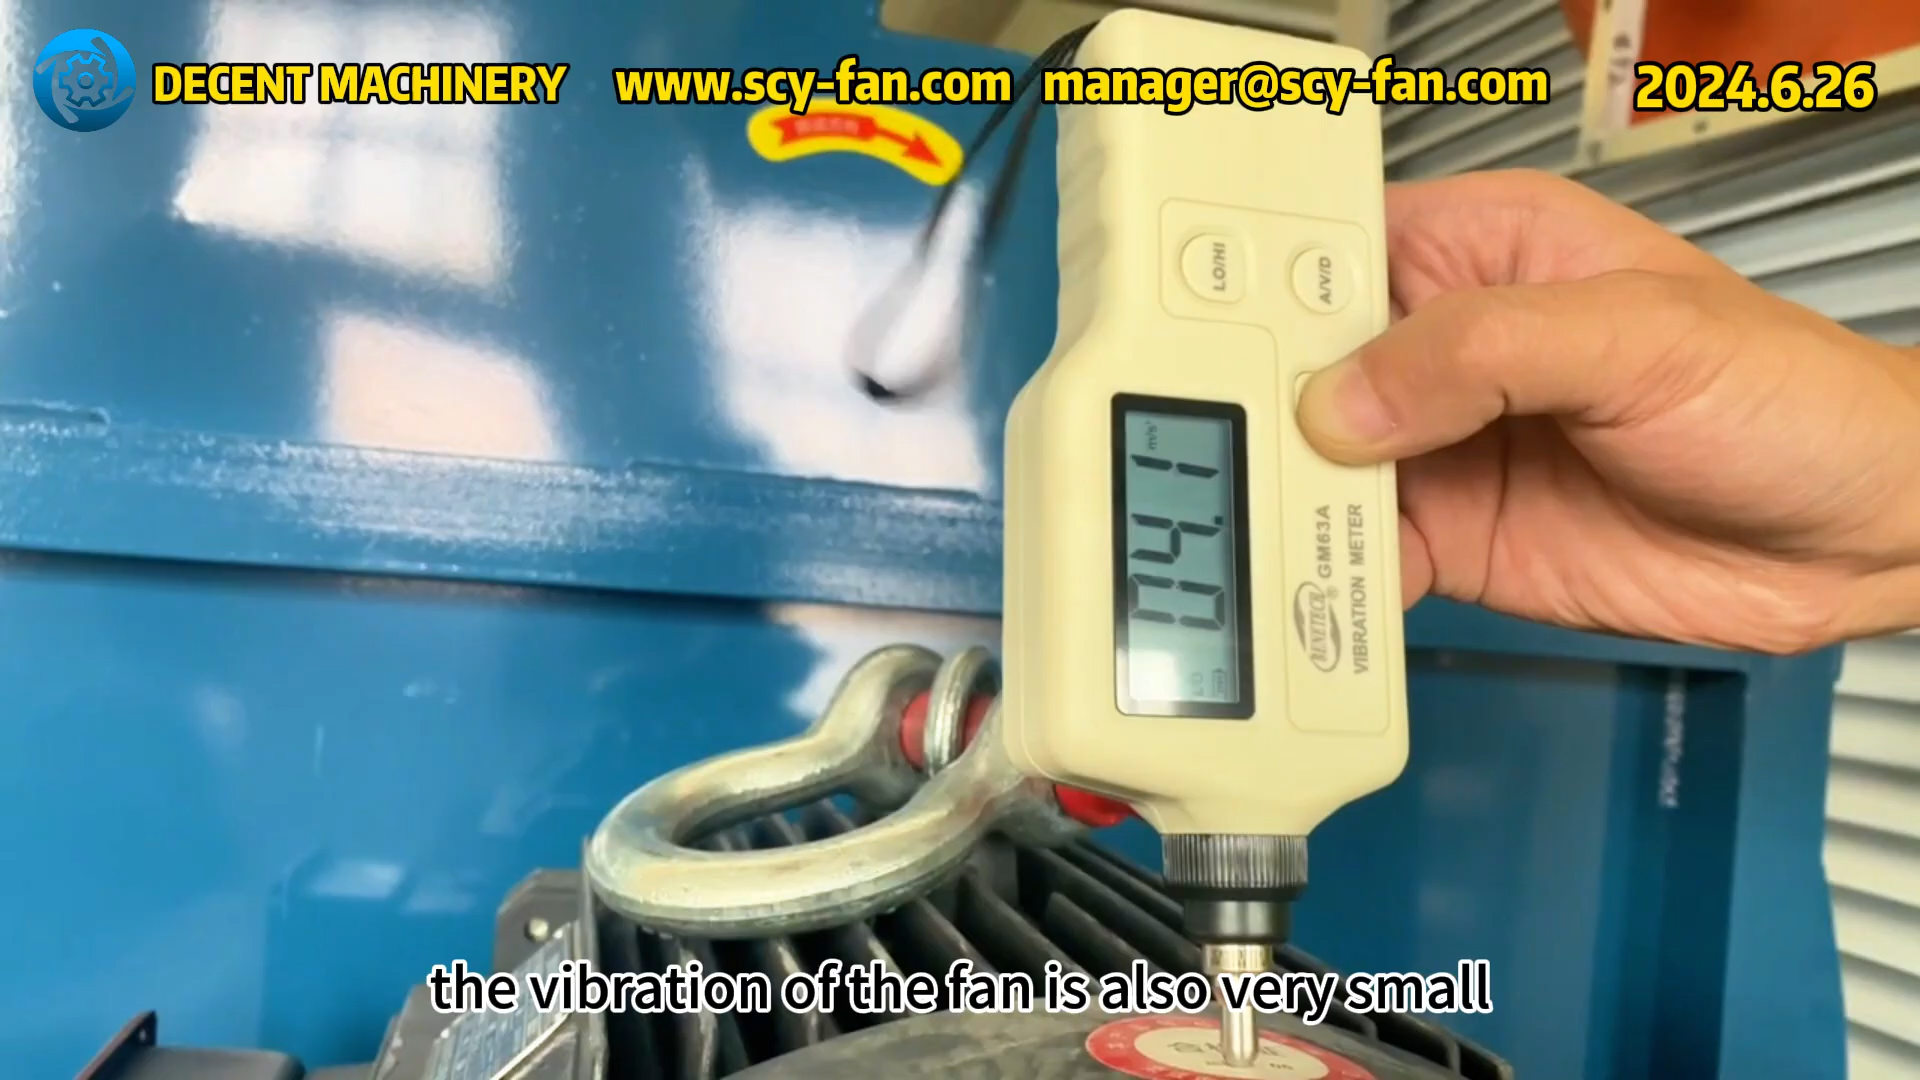 DECENT MACHINERY www.scy-fan.com manager@scy-fan.com 2024.6.26
LO/HI
A/V/D
m/s²
04.1
BENETECH® GM63A
VIBRATION METER
the vibration of the fan is also very small